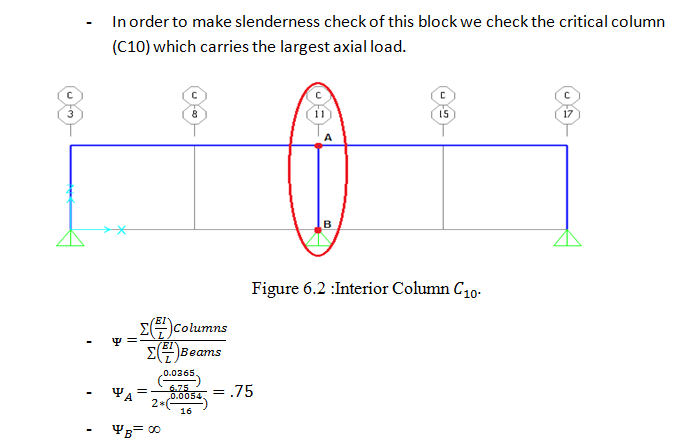 - In order to make slenderness check of this block we check the critical column
(C10) which carries the largest axial load.
C C C C C
3 8 11 15 17
A
B
X
Figure 6.2 :Interior Column C₁₀.
- Ψ = Σ(EI/L)Columns / Σ(EI/L)Beams
- Ψ_A = (0.0365/6.75) / 2*(0.0054/16) = .75
- Ψ_B= ∞